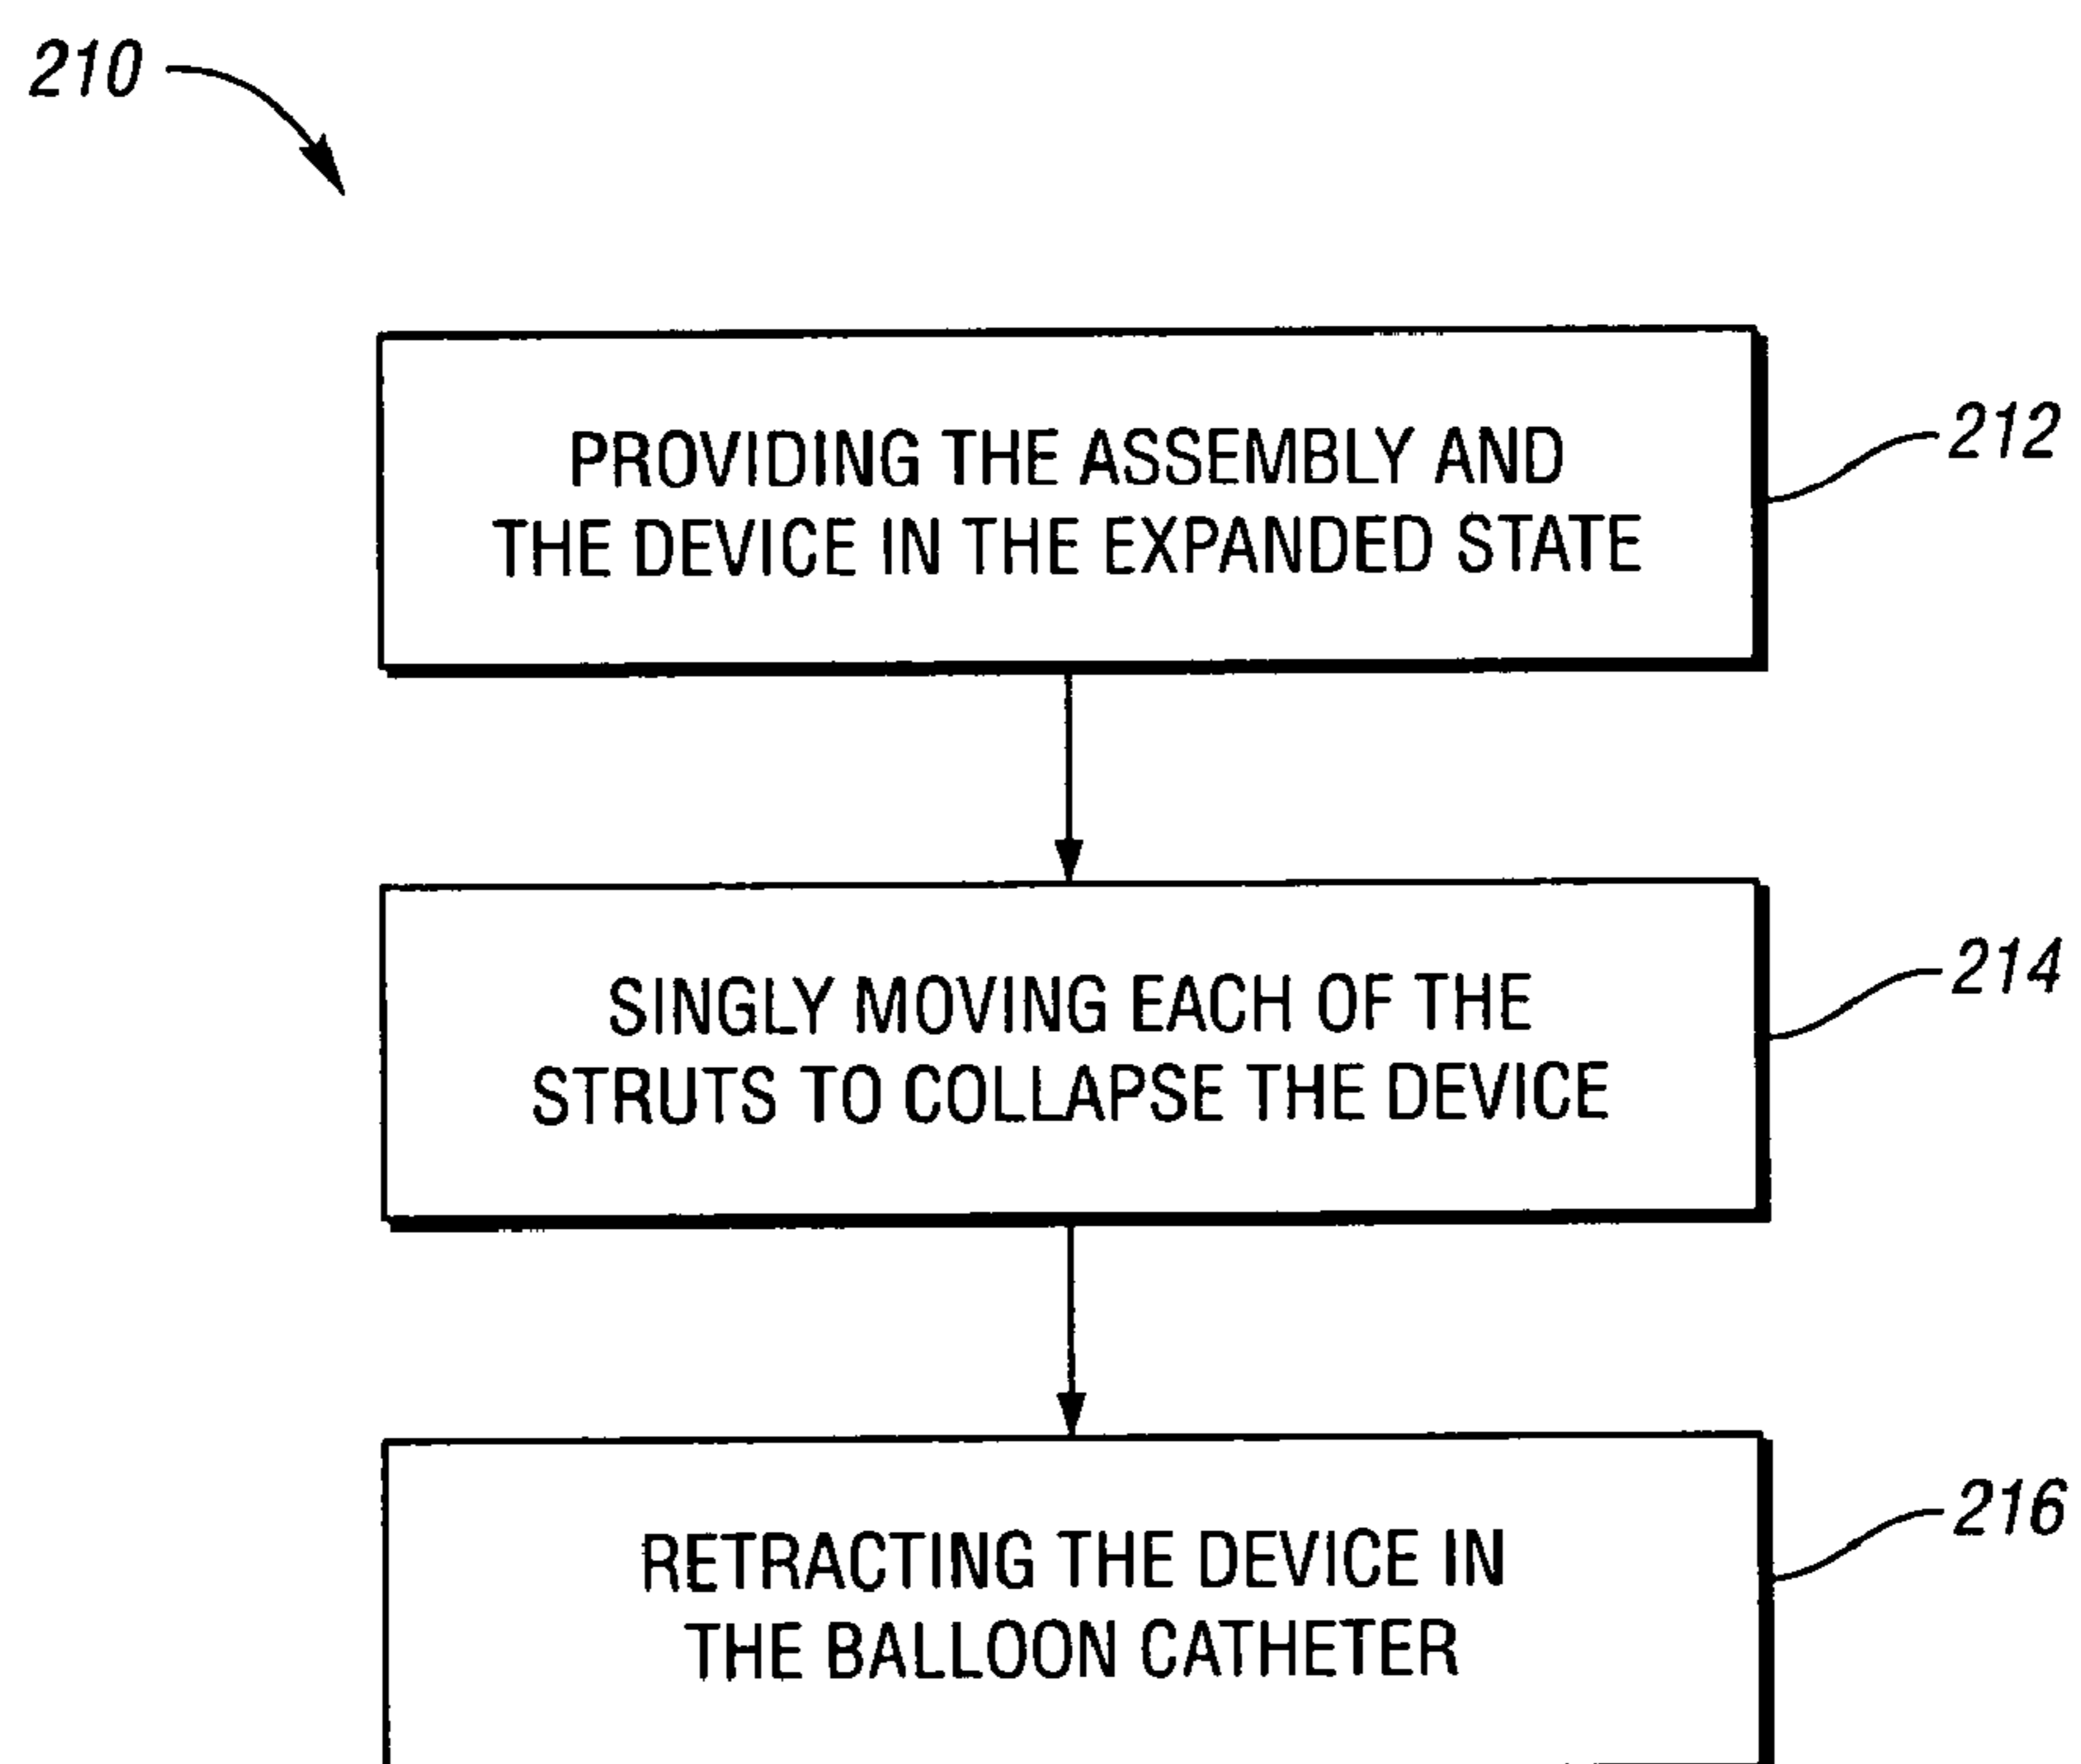 210
PROVIDING THE ASSEMBLY AND
THE DEVICE IN THE EXPANDED STATE
212
SINGLY MOVING EACH OF THE
STRUTS TO COLLAPSE THE DEVICE
214
RETRACTING THE DEVICE IN
THE BALLOON CATHETER
216